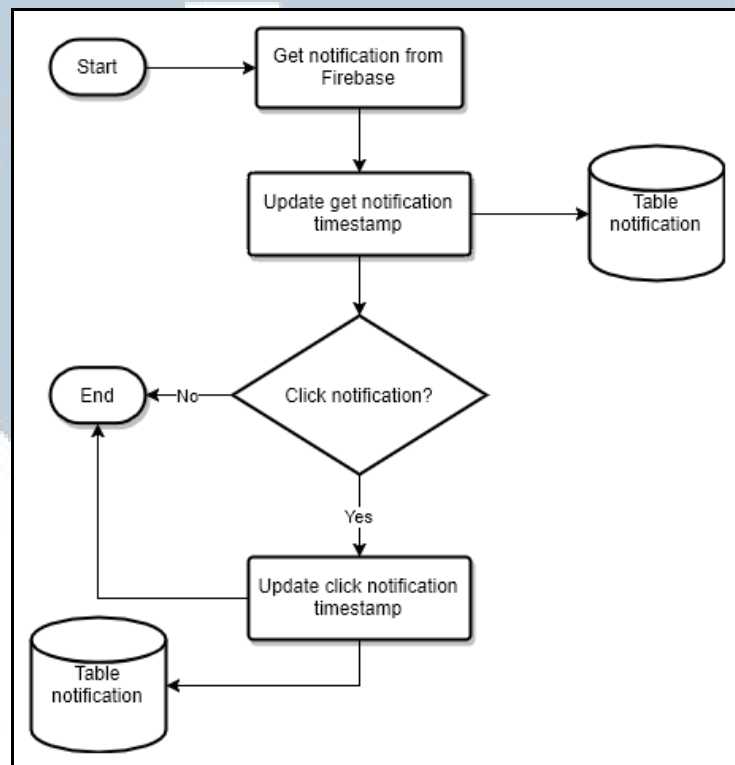 Start
Get notification from
Firebase
Update get notification
timestamp
Table
notification
Click notification?
No
End
Yes
Update click notification
timestamp
Table
notification